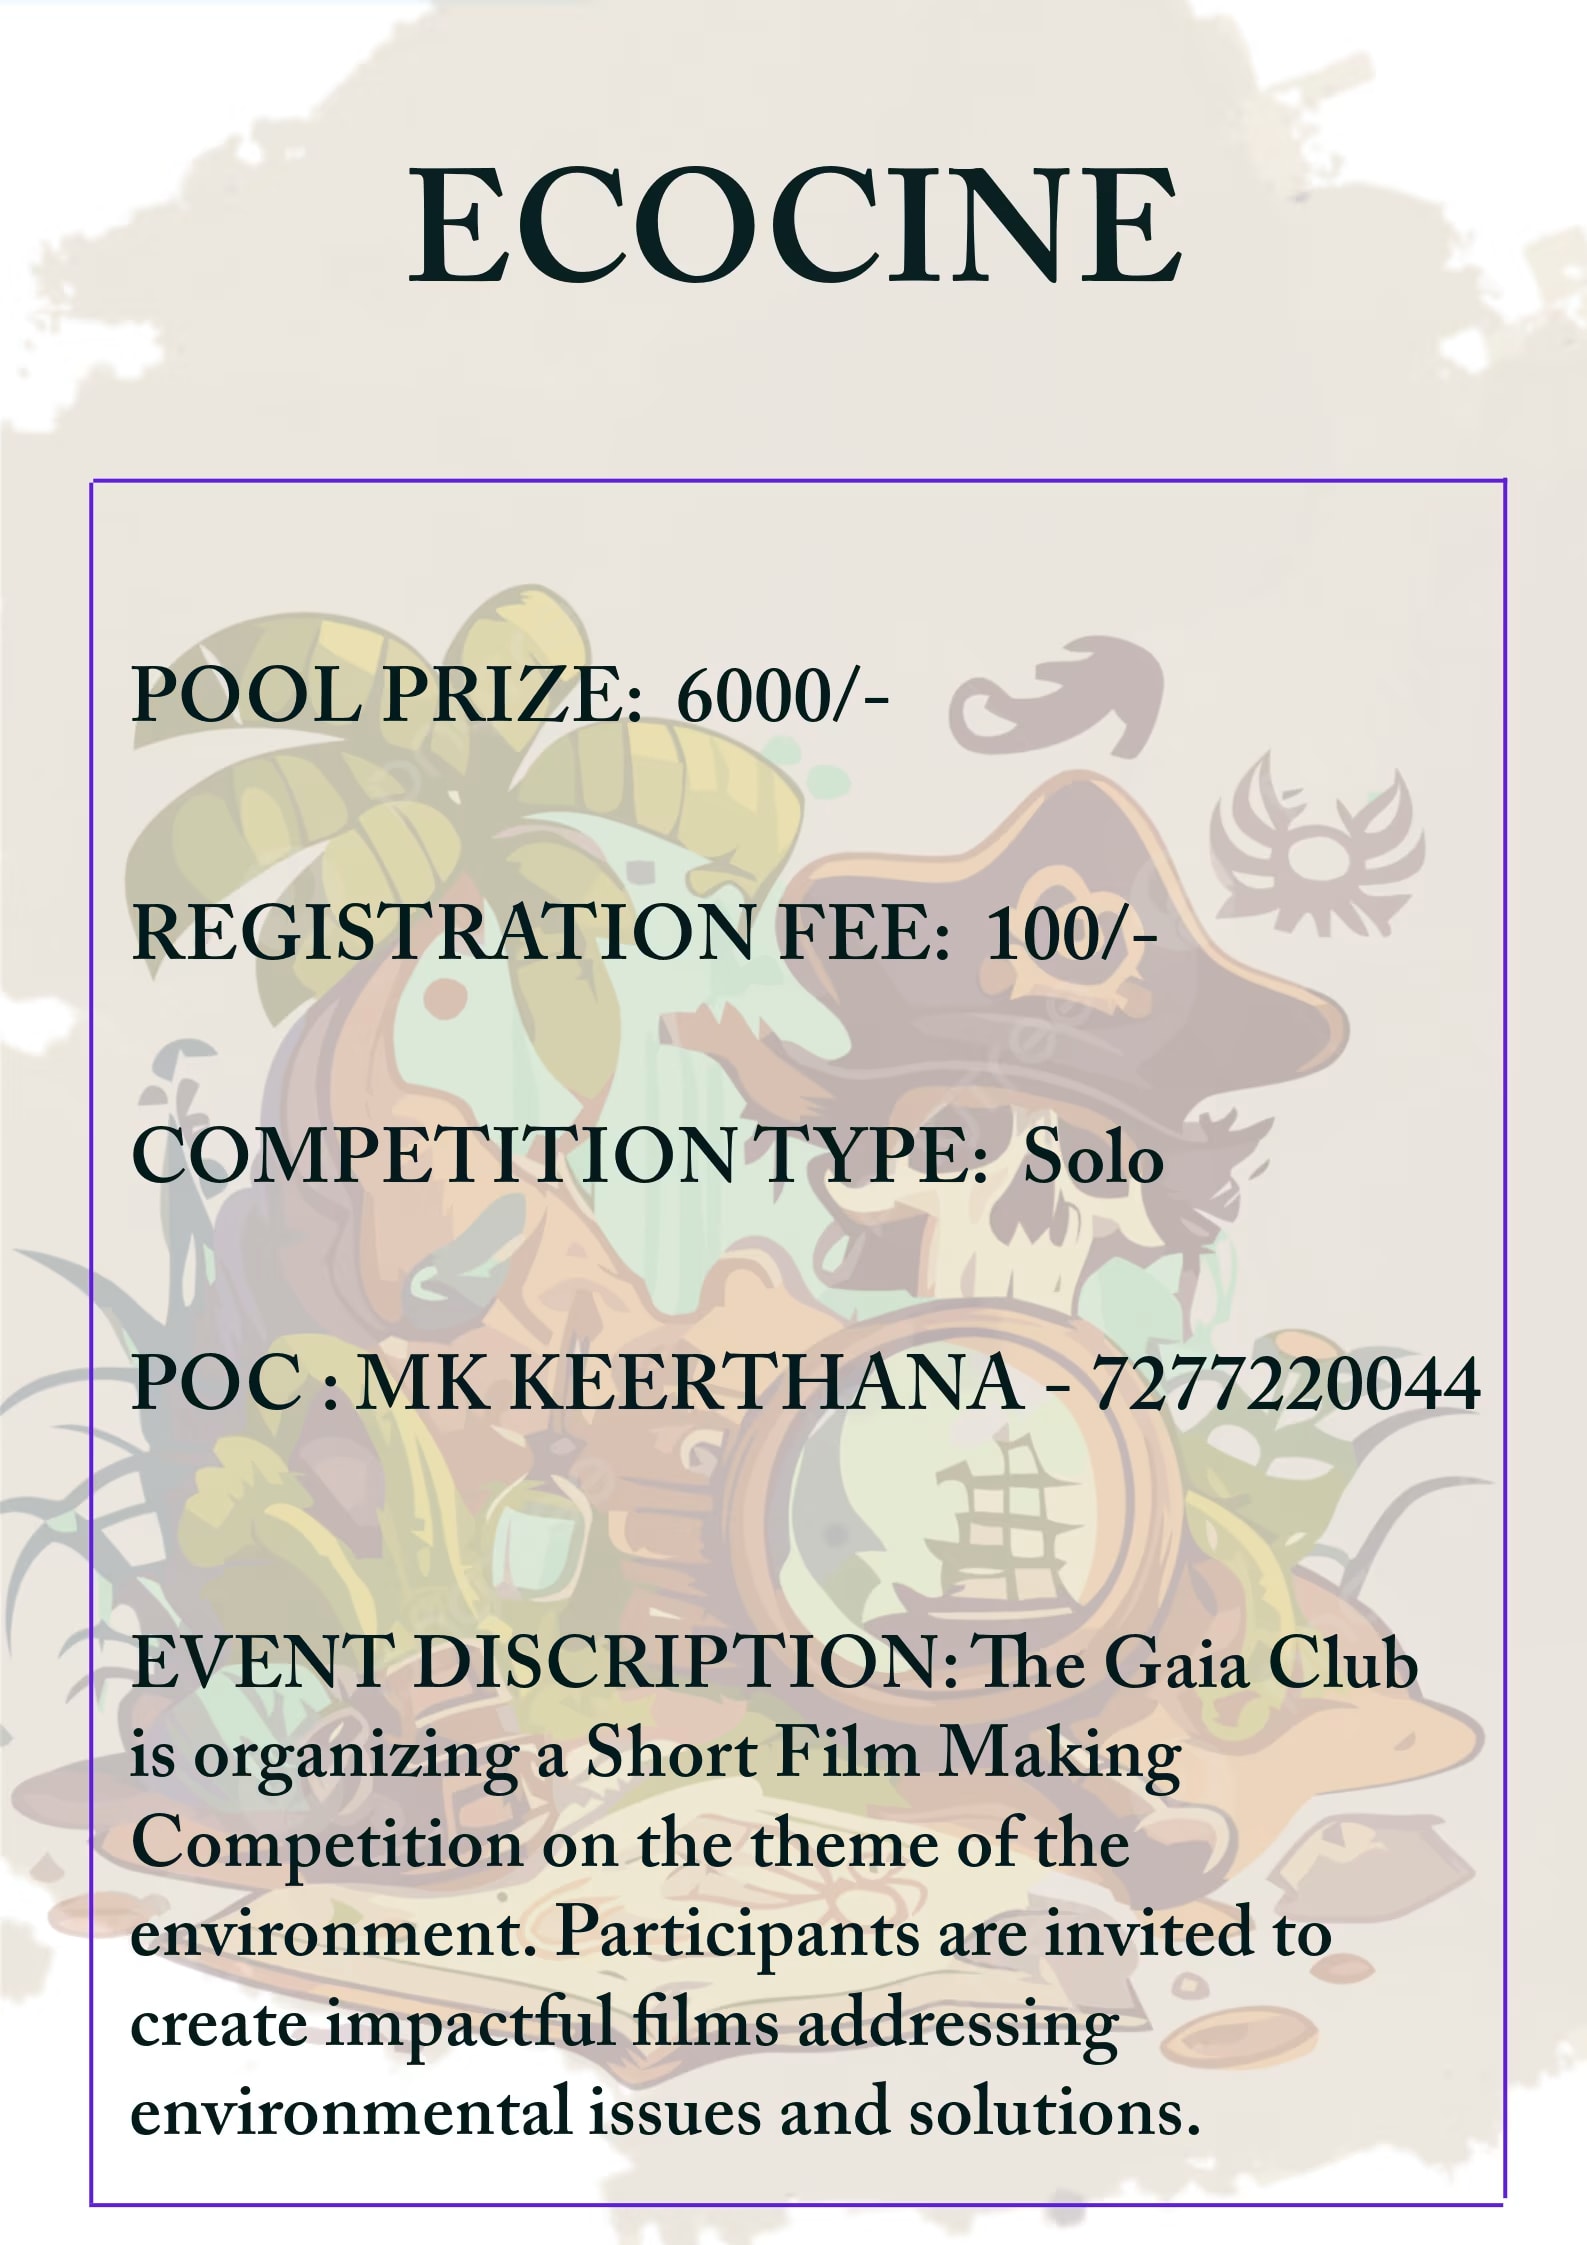 ECOCINE
POOL PRIZE: 6000/-
REGISTRATION FEE: 100/-
COMPETITION TYPE: Solo
POC : MK KEERTHANA - 7277220044
EVENT DISCRIPTION: The Gaia Club
is organizing a Short Film Making
Competition on the theme of the
environment. Participants are invited to
create impactful films addressing
environmental issues and solutions.